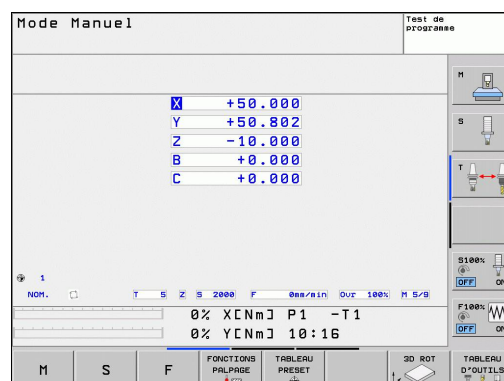 Mode Manuel
Test de
programme
M
X +50.000
Y +50.802
Z -10.000
B +0.000
C +0.000
S
T
1
NOM. T 5 Z S 2000 F 0mm/min Ovr 100% M 5/9
S100%
OFF ON
0% X[Nm] P1 -T1
0% Y[Nm] 10:16
F100%
OFF ON
M
S
F
FONCTIONS
PALPAGE
TABLEAU
PRESET
3D ROT
TABLEAU
D'OUTIL